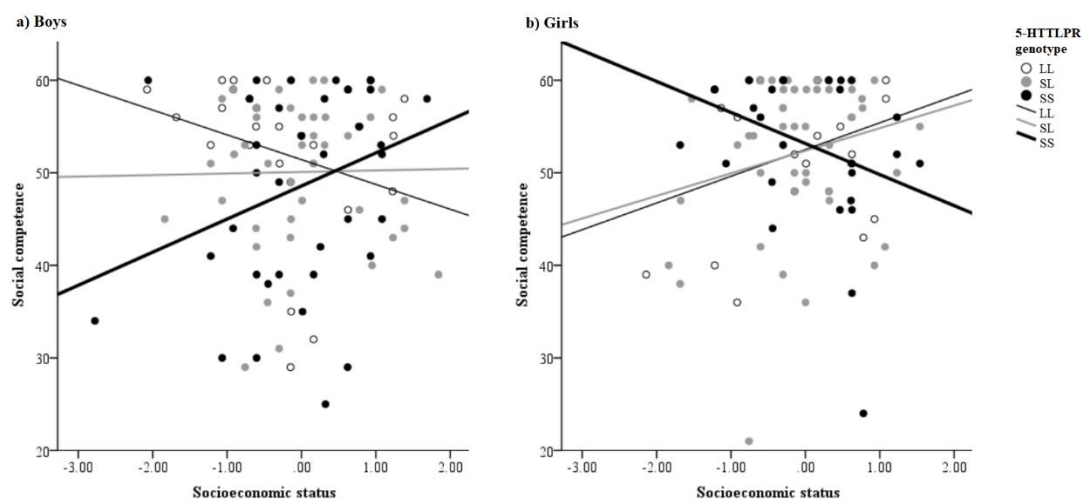 a) Boys
b) Girls
5-HTTLPR
genotype
LL
SL
SS
LL
SL
SS
Social competence
60
50
40
30
20
-3.00 -2.00 -1.00 .00 1.00 2.00
Socioeconomic status
Social competence
60
50
40
30
20
-3.00 -2.00 -1.00 .00 1.00 2.00
Socioeconomic status